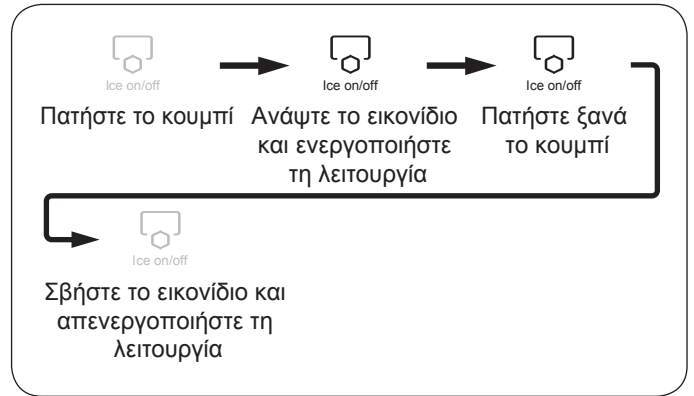 Ice on/off
Ice on/off
Ice on/off
Πατήστε το κουμπί
Ανάψτε το εικονίδιο
και ενεργοποιήστε
τη λειτουργία
Πατήστε ξανά
το κουμπί
Ice on/off
Σβήστε το εικονίδιο και
απενεργοποιήστε τη
λειτουργία